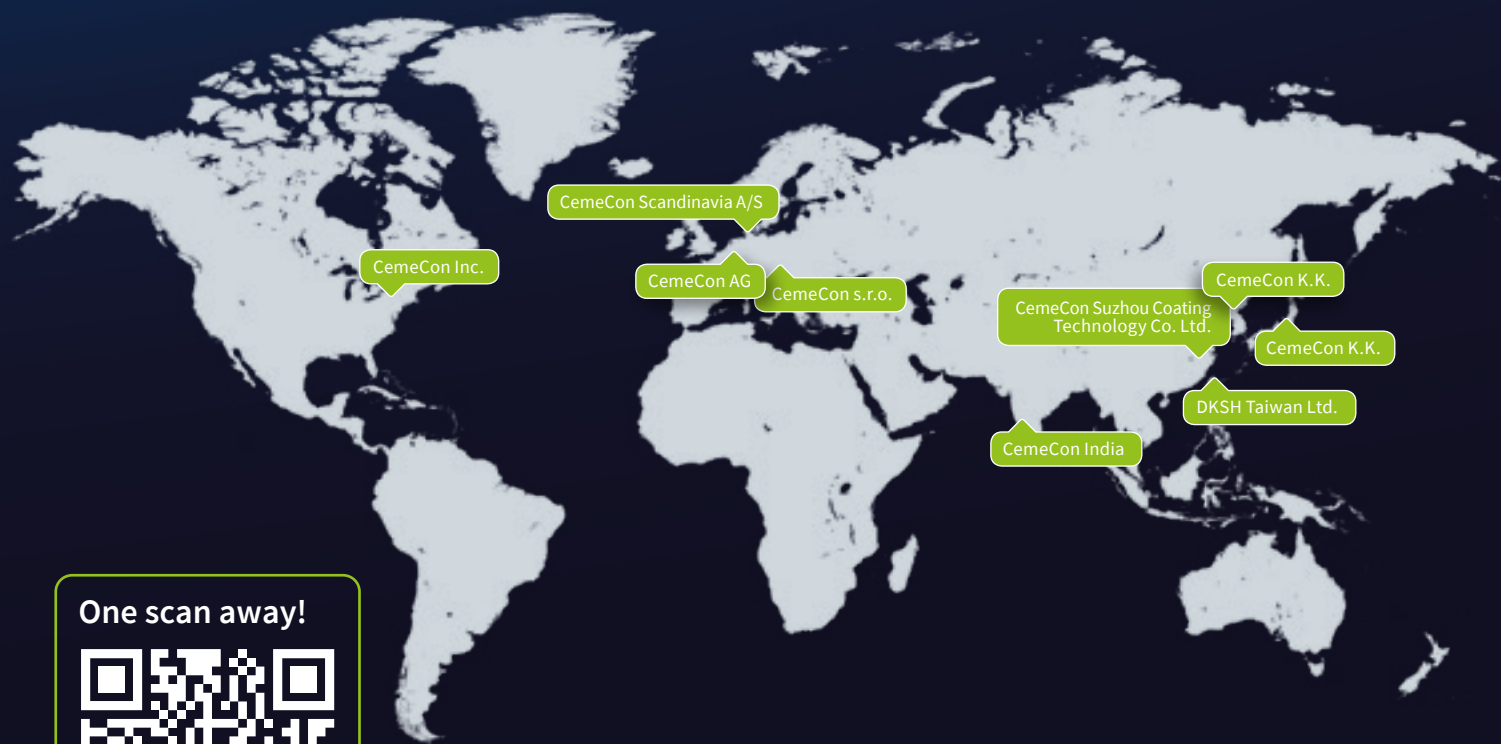 CemeCon Scandinavia A/S
CemeCon Inc.
CemeCon AG
CemeCon s.r.o.
CemeCon K.K.
CemeCon Suzhou Coating
Technology Co. Ltd.
CemeCon K.K.
DKSH Taiwan Ltd.
CemeCon India
One scan away!